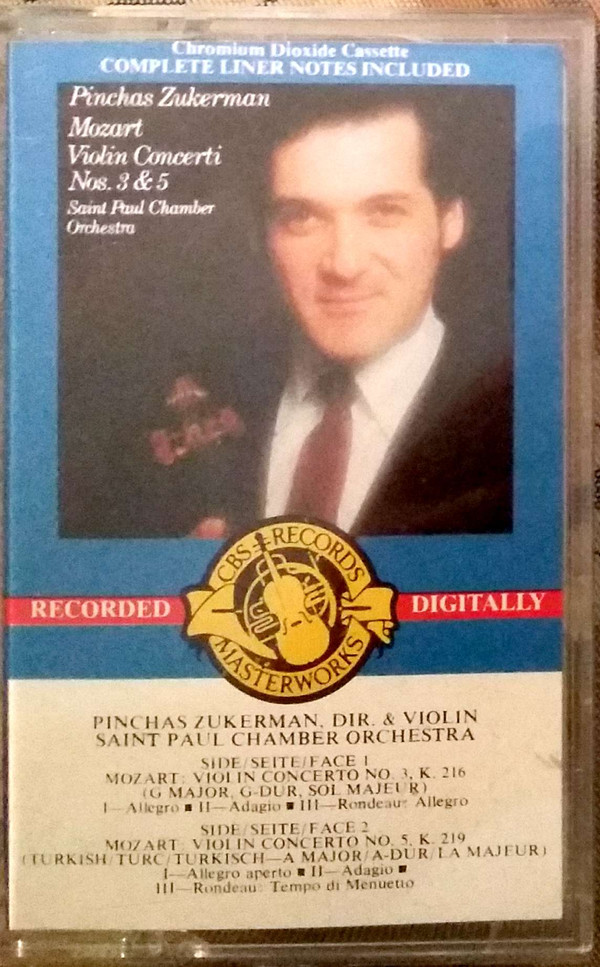 Chromium Dioxide Cassette
COMPLETE LINER NOTES INCLUDED
Pinchas Zukerman
Mozart
Violin Concerti
Nos. 3 & 5
Saint Paul Chamber
Orchestra
CBS RECORDS
MASTERWORKS
RECORDED DIGITALLY
PINCHAS ZUKERMAN, DIR. & VIOLIN
SAINT PAUL CHAMBER ORCHESTRA
SIDE/SEITE/FACE 1
MOZART: VIOLIN CONCERTO NO. 3, K. 216
(G MAJOR, G-DUR, SOL MAJEUR)
I—Allegro ■ II—Adagio ■ III—Rondeau: Allegro
SIDE/SEITE/FACE 2
MOZART: VIOLIN CONCERTO NO. 5, K. 219
(TURKISH/TURC/TURKISCH—A MAJOR/A-DUR/LA MAJEUR)
I—Allegro aperto ■ II—Adagio ■
III—Rondeau: Tempo di Menuetto